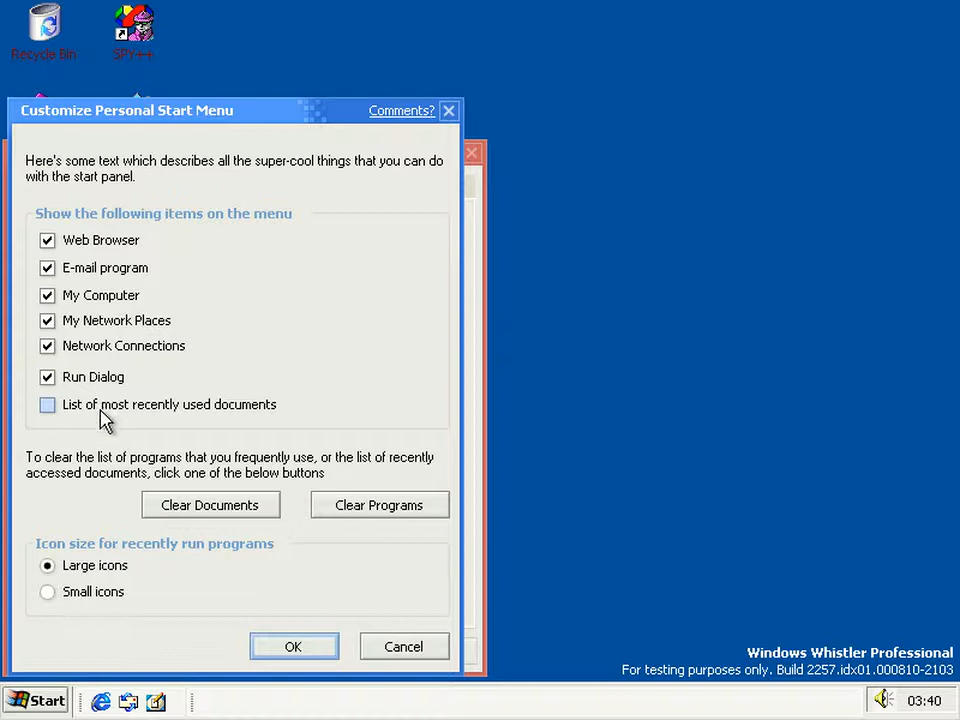 Recycle Bin
SPY++
Customize Personal Start Menu
Comments?
Here's some text which describes all the super-cool things that you can do
with the start panel.
Show the following items on the menu
Web Browser
E-mail program
My Computer
My Network Places
Network Connections
Run Dialog
List of most recently used documents
To clear the list of programs that you frequently use, or the list of recently
accessed documents, click one of the below buttons
Clear Documents
Clear Programs
Icon size for recently run programs
Large icons
Small icons
OK
Cancel
Windows Whistler Professional
For testing purposes only. Build 2257.idx01.000810-2103
Start
03:40